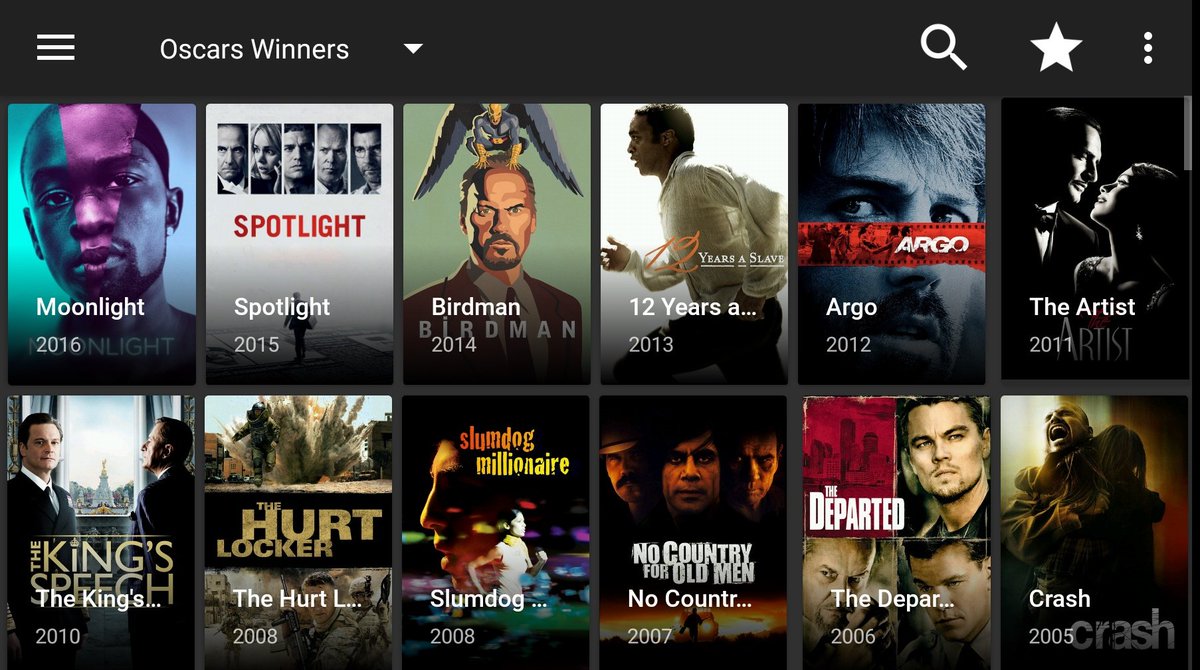 Oscars Winners
Moonlight
2016
MOONLIGHT
SPOTLIGHT
Spotlight
2015
Birdman
BIRDMAN
2014
12 YEARS A SLAVE
12 Years a...
2013
ARGO
Argo
2012
The Artist
THE
ARTIST
2011
THE
KING'S
SPEECH
The King's...
2010
THE
HURT
LOCKER
The Hurt L...
2008
slumdog
millionaire
Slumdog ...
2008
NO COUNTRY
FOR OLD MEN
No Countr...
2007
THE
DEPARTED
The Depar...
2006
Crash
2005
crash